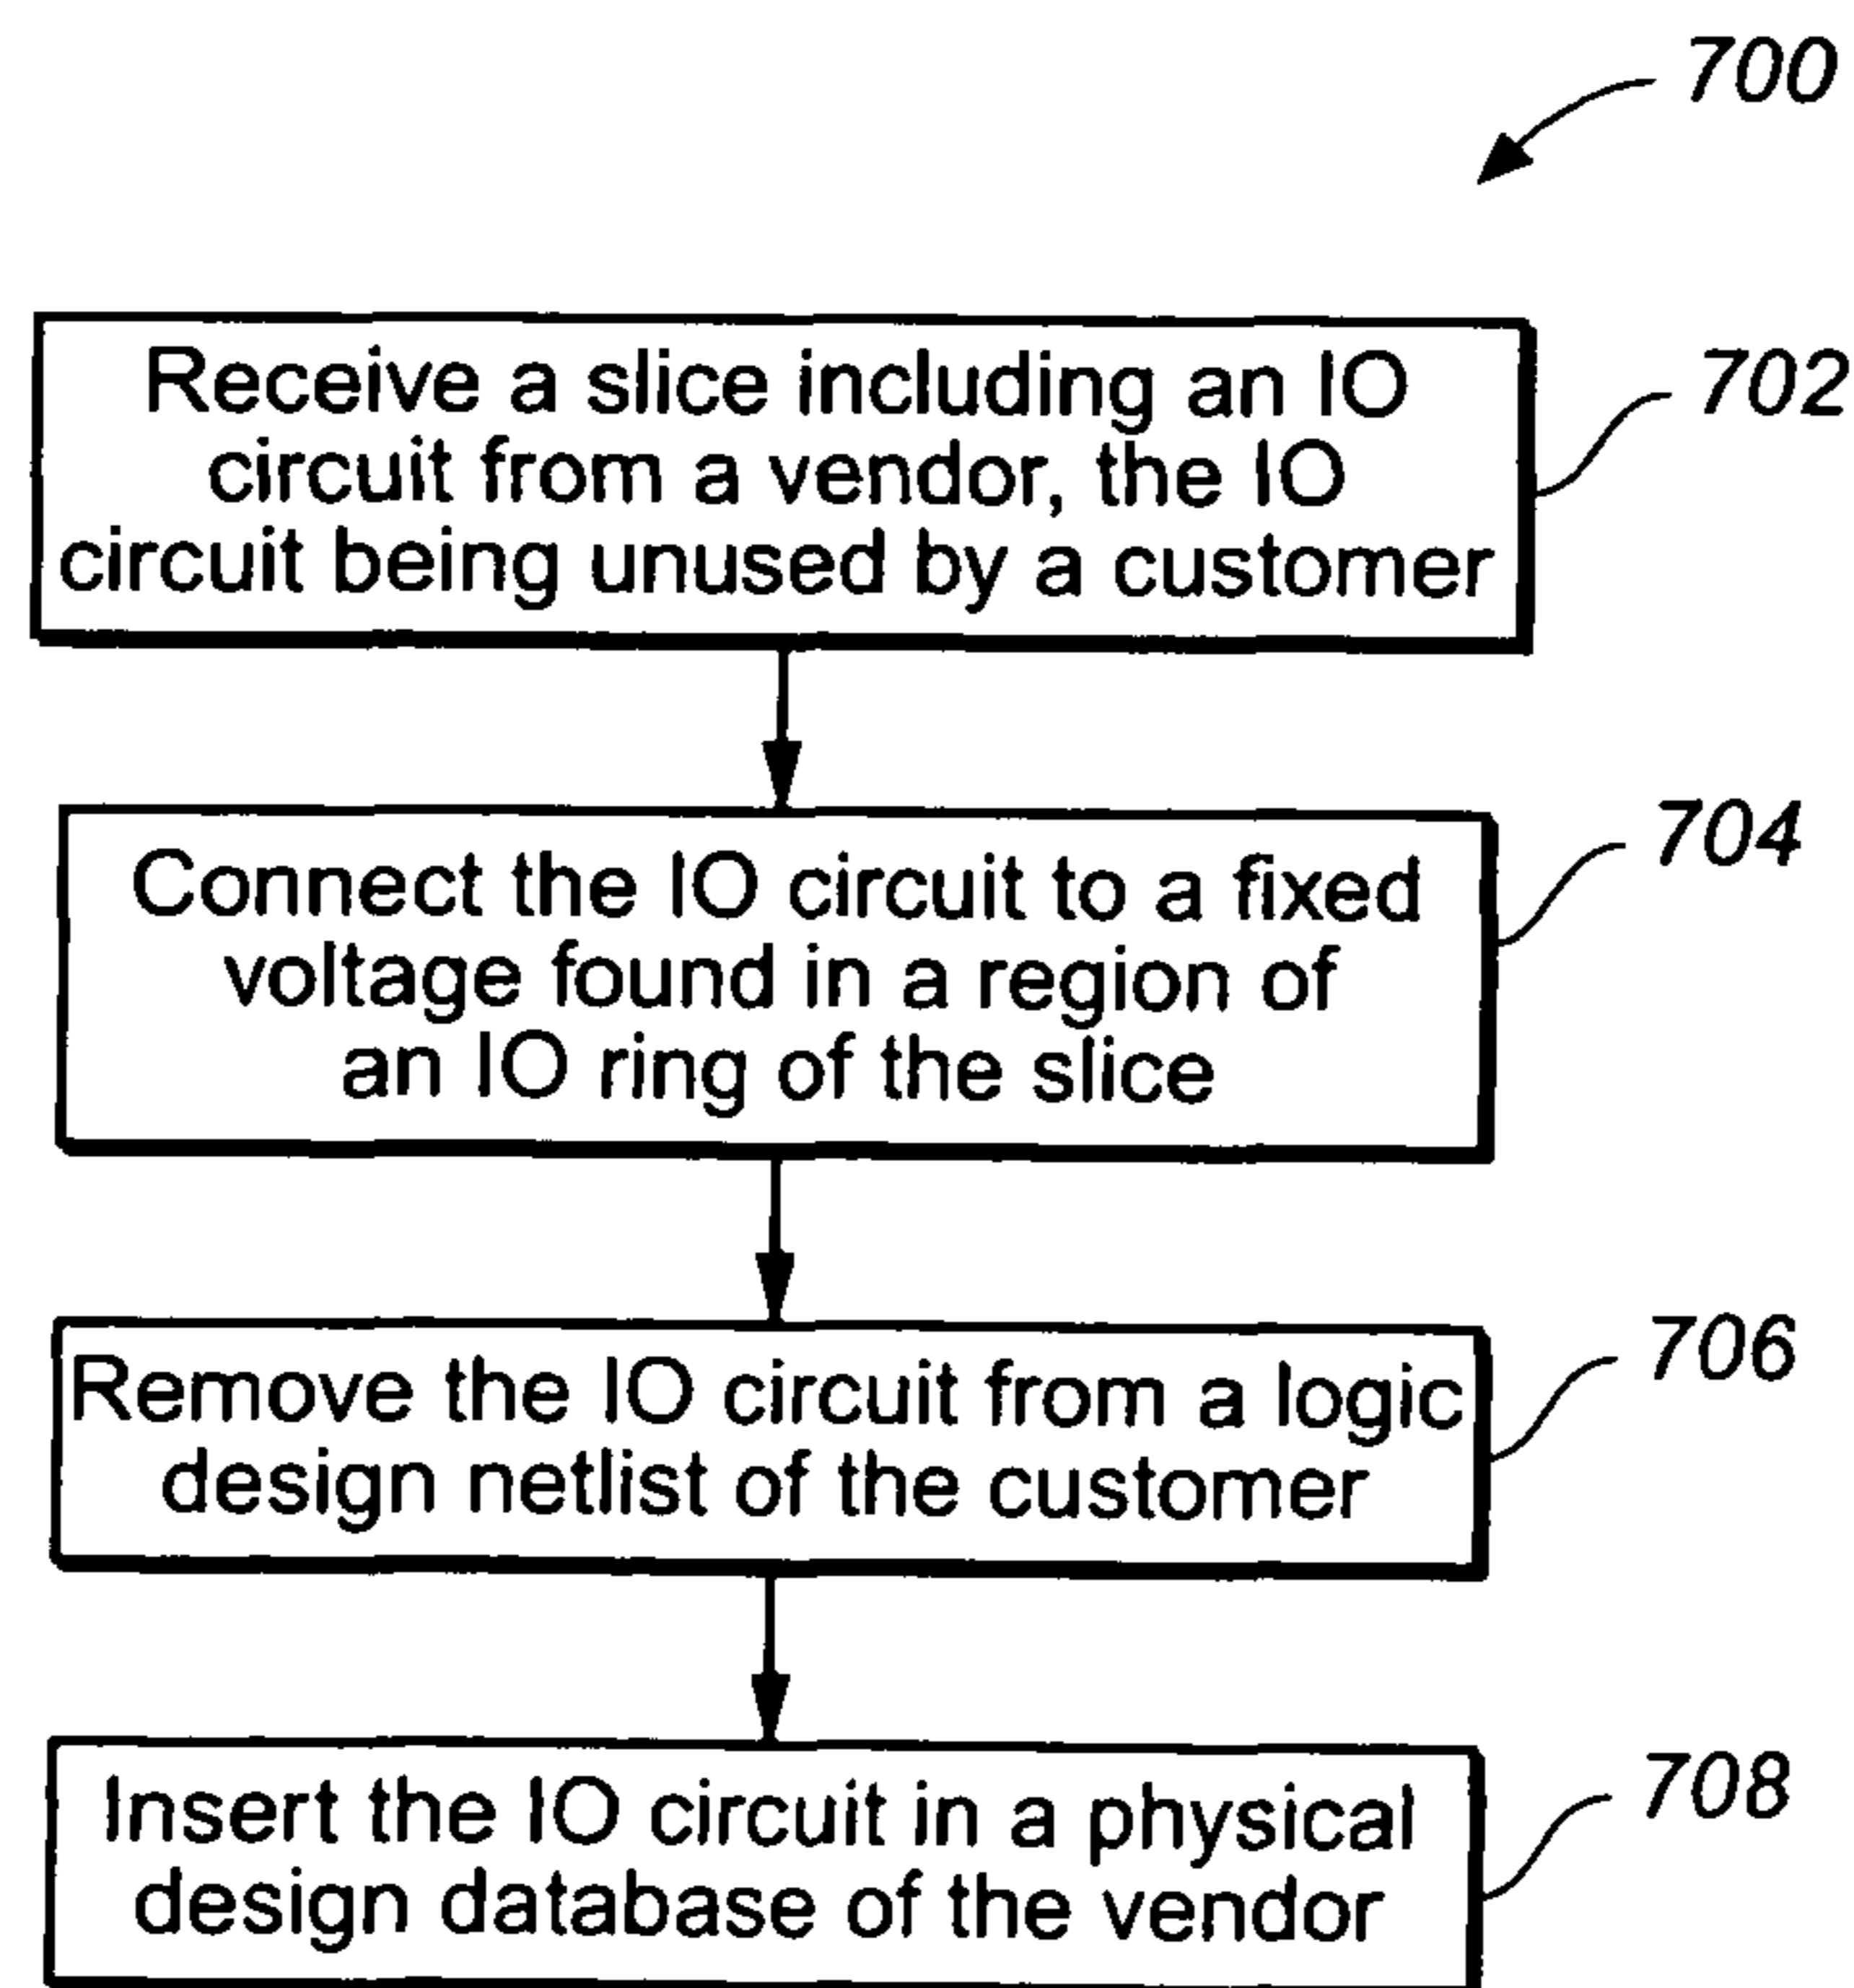 700
Receive a slice including an IO
circuit from a vendor, the IO
circuit being unused by a customer
702
Connect the IO circuit to a fixed
voltage found in a region of
an IO ring of the slice
704
Remove the IO circuit from a logic
design netlist of the customer
706
Insert the IO circuit in a physical
design database of the vendor
708